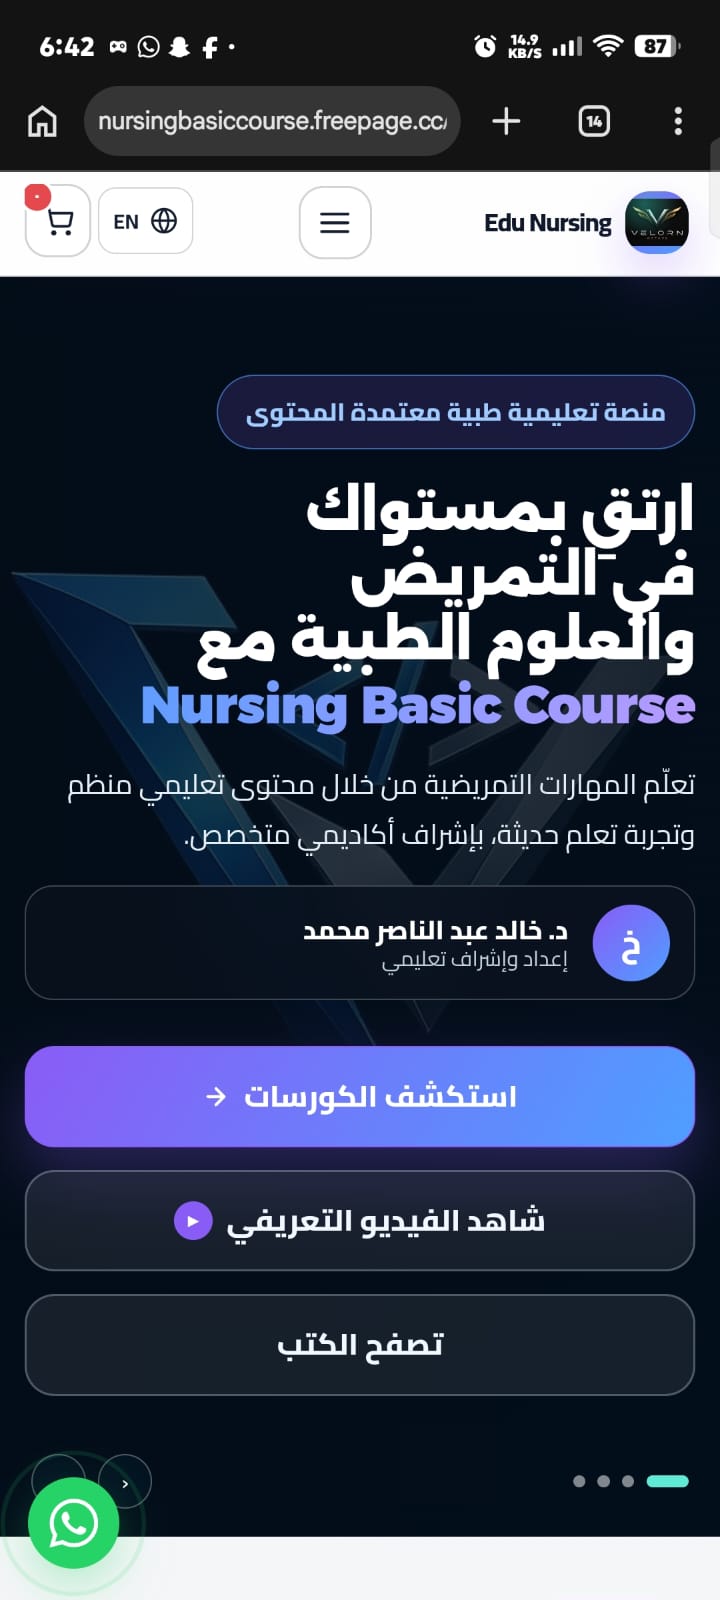 6:42
14.9
KB/S
87
nursingbasiccourse.freepage.cc/
14
EN
Edu Nursing
VELORN
منصة تعليمية طبية معتمدة المحتوى
ارتقِ بمستواك
في التمريض
والعلوم الطبية مع
Nursing Basic Course
تعلّم المهارات التمريضية من خلال محتوى تعليمي منظم
وتجربة تعلم حديثة، بإشراف أكاديمي متخصص.
خ
د. خالد عبد الناصر محمد
إعداد وإشراف تعليمي
استكشف الكورسات
شاهد الفيديو التعريفي
تصفح الكتب